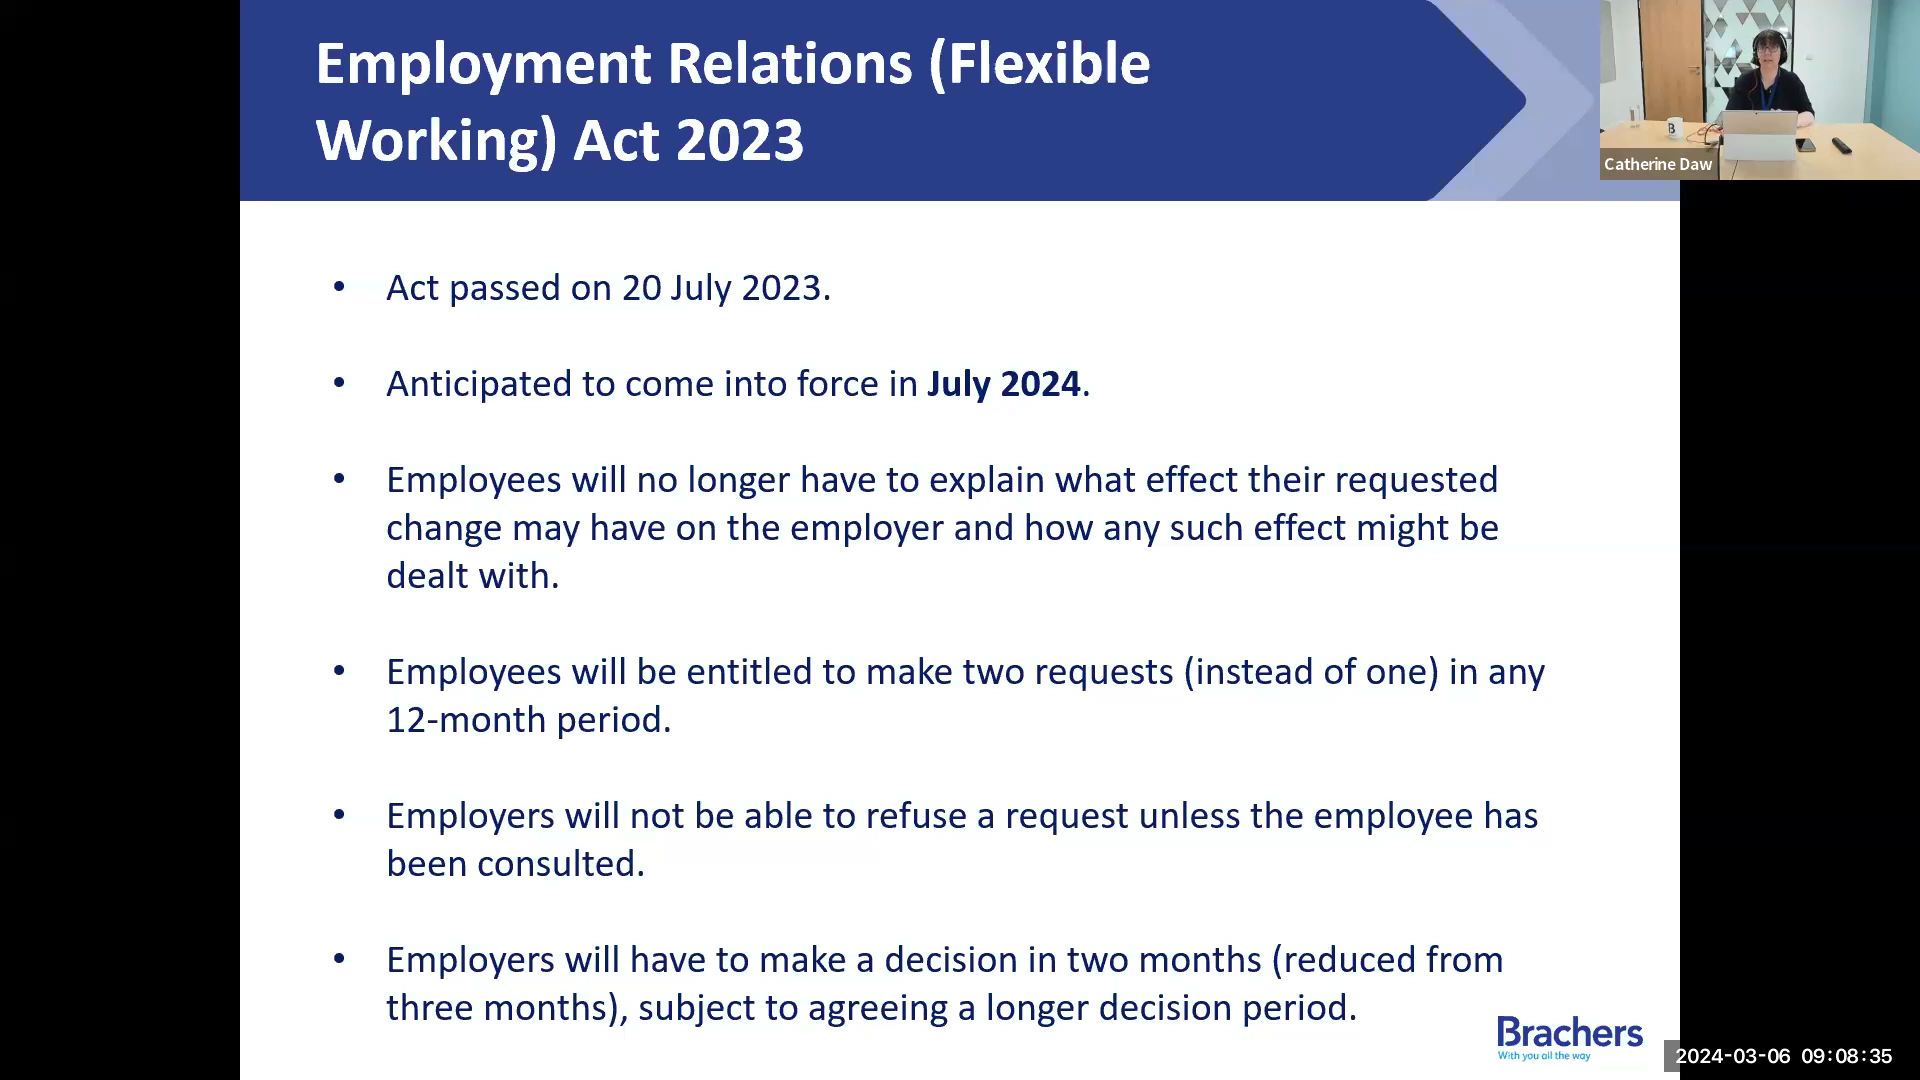 Employment Relations (Flexible
Working) Act 2023
Catherine Daw
• Act passed on 20 July 2023.
• Anticipated to come into force in July 2024.
• Employees will no longer have to explain what effect their requested
change may have on the employer and how any such effect might be
dealt with.
• Employees will be entitled to make two requests (instead of one) in any
12-month period.
• Employers will not be able to refuse a request unless the employee has
been consulted.
• Employers will have to make a decision in two months (reduced from
three months), subject to agreeing a longer decision period.
Brachers
With you all the way
2024-03-06 09:08:35
B